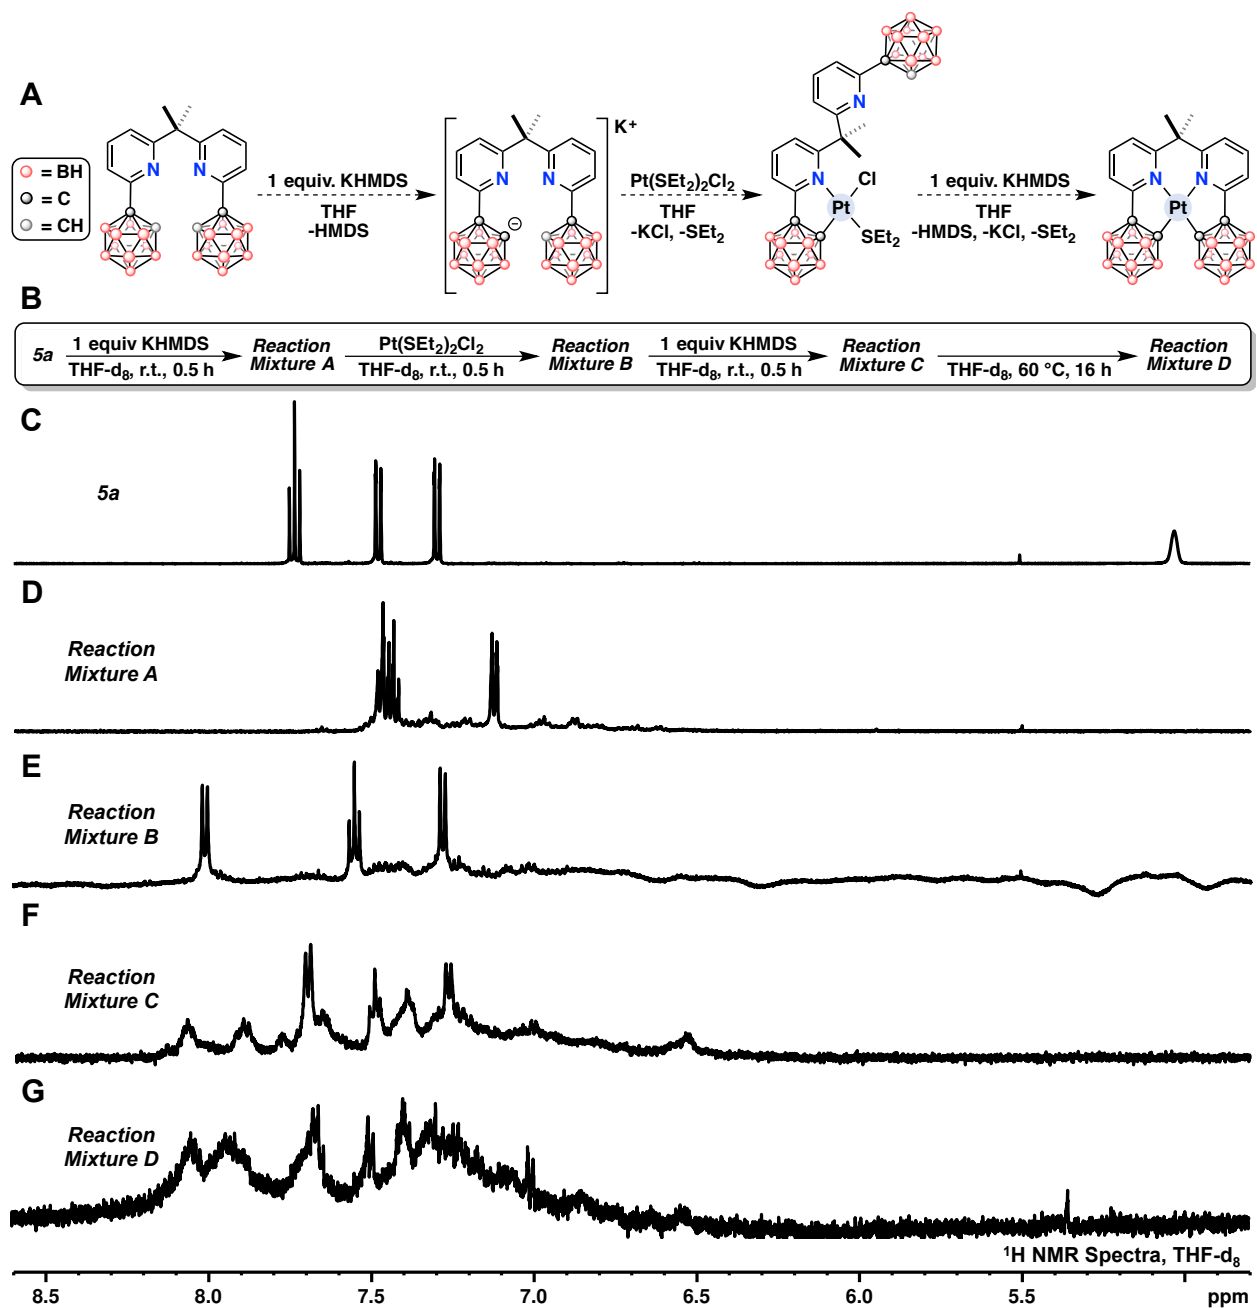 A
= BH
= C
= CH
N N
1 equiv. KHMDS
THF
-HMDS
N N
⊖
K+
Pt(SEt2)2Cl2
THF
-KCl, -SEt2
N
N
Cl
Pt
SEt2
1 equiv. KHMDS
THF
-HMDS, -KCl, -SEt2
N N
Pt
B
5a
1 equiv KHMDS
THF-d8, r.t., 0.5 h
Reaction
Mixture A
Pt(SEt2)2Cl2
THF-d8, r.t., 0.5 h
Reaction
Mixture B
1 equiv KHMDS
THF-d8, r.t., 0.5 h
Reaction
Mixture C
THF-d8, 60 °C, 16 h
Reaction
Mixture D
C
5a
D
Reaction
Mixture A
E
Reaction
Mixture B
F
Reaction
Mixture C
G
Reaction
Mixture D
1H NMR Spectra, THF-d8
8.5 8.0 7.5 7.0 6.5 6.0 5.5 ppm